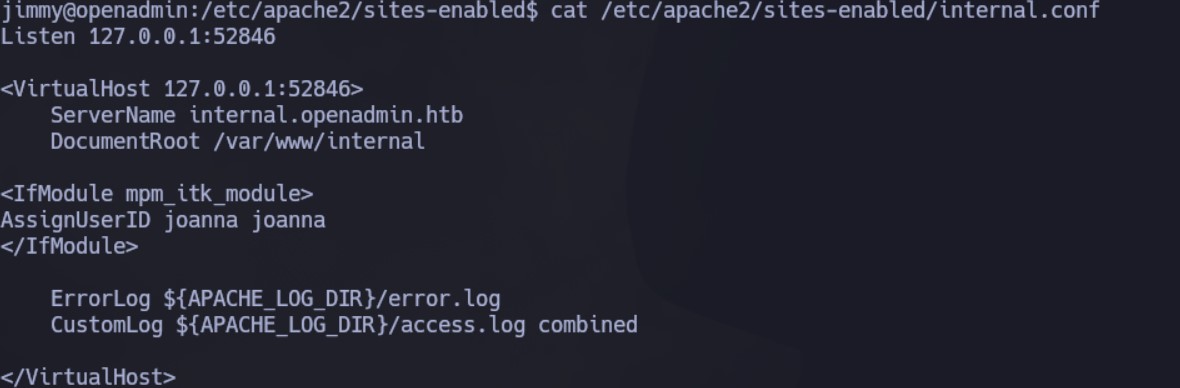 jimmy@openadmin:/etc/apache2/sites-enabled$ cat /etc/apache2/sites-enabled/internal.conf
Listen 127.0.0.1:52846

<VirtualHost 127.0.0.1:52846>
    ServerName internal.openadmin.htb
    DocumentRoot /var/www/internal

<IfModule mpm_itk_module>
AssignUserID joanna joanna
</IfModule>

    ErrorLog ${APACHE_LOG_DIR}/error.log
    CustomLog ${APACHE_LOG_DIR}/access.log combined

</VirtualHost>